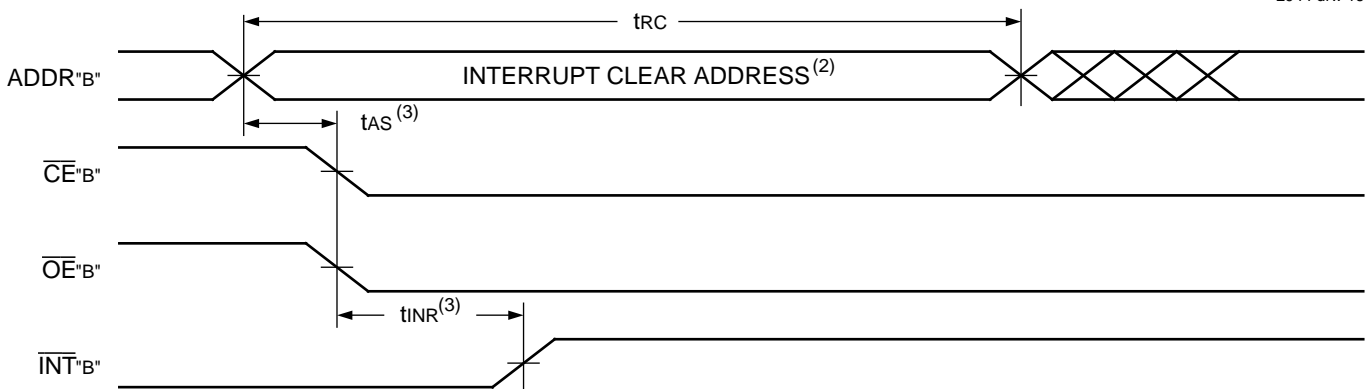 tRC
ADDR"B"
INTERRUPT CLEAR ADDRESS(2)
tAS(3)
CE"B"
OE"B"
tINR(3)
INT"B"